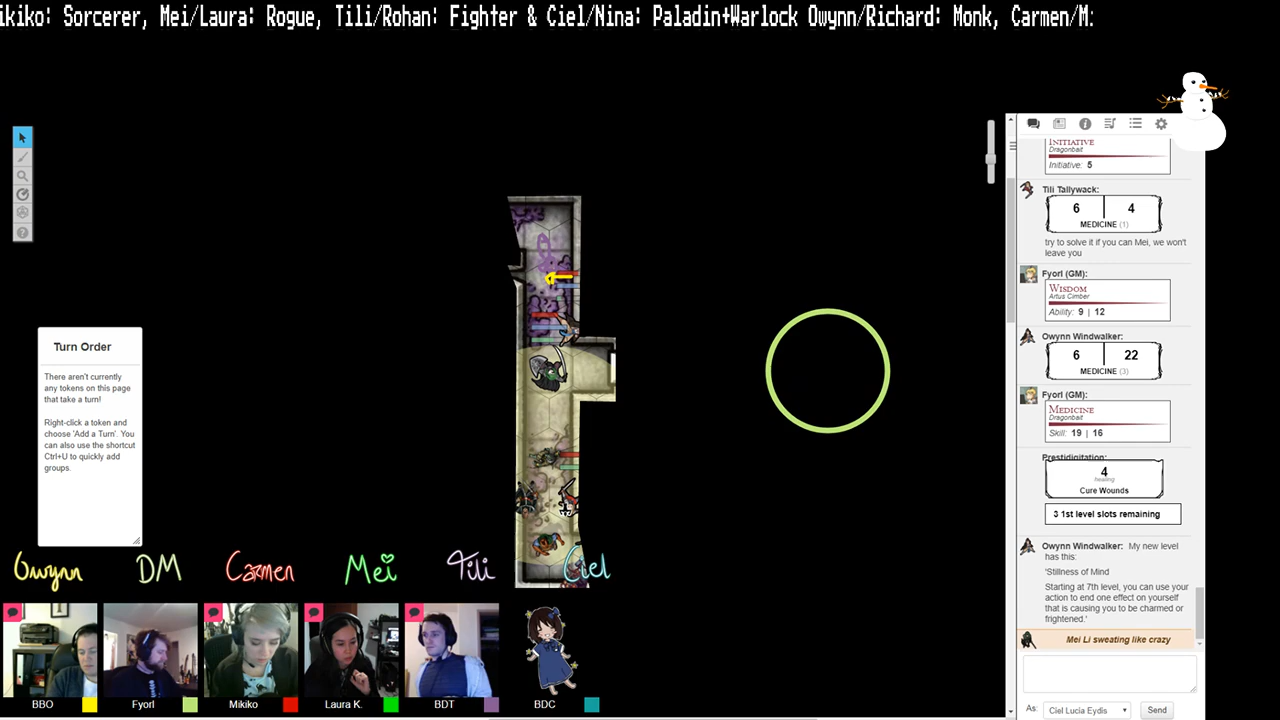 ikiko: Sorcerer, Mei/Laura: Rogue, Tili/Rohan: Fighter & Ciel/Nina: Paladin+Warlock Owynn/Richard: Monk, Carmen/M
Turn Order
There aren't currently
any tokens on this page
that take a turn!
Right-click a token and
choose 'Add a Turn'. You
can also use the shortcut
Ctrl+U to quickly add
groups.
INITIATIVE
Dragonbait
Initiative: 5
Tili Tallywack:
6 4
MEDICINE (1)
try to solve it if you can Mei, we won't
leave you
Fyorl (GM):
WISDOM
Artus Cimber
Ability: 9 | 12
Owynn Windwalker:
6 22
MEDICINE (3)
Fyorl (GM):
MEDICINE
Dragonbait
Skill: 19 | 16
Prestidigitation:
4
healing
Cure Wounds
3 1st level slots remaining
Owynn Windwalker: My new level
has this:
'Stillness of Mind
Starting at 7th level, you can use your
action to end one effect on yourself
that is causing you to be charmed or
frightened.'
Mei Li sweating like crazy
As: Ciel Lucia Eydis Send
Owynn DM Carmen Mei Tili Ciel
BBO Fyorl Mikiko Laura K. BDT BDC